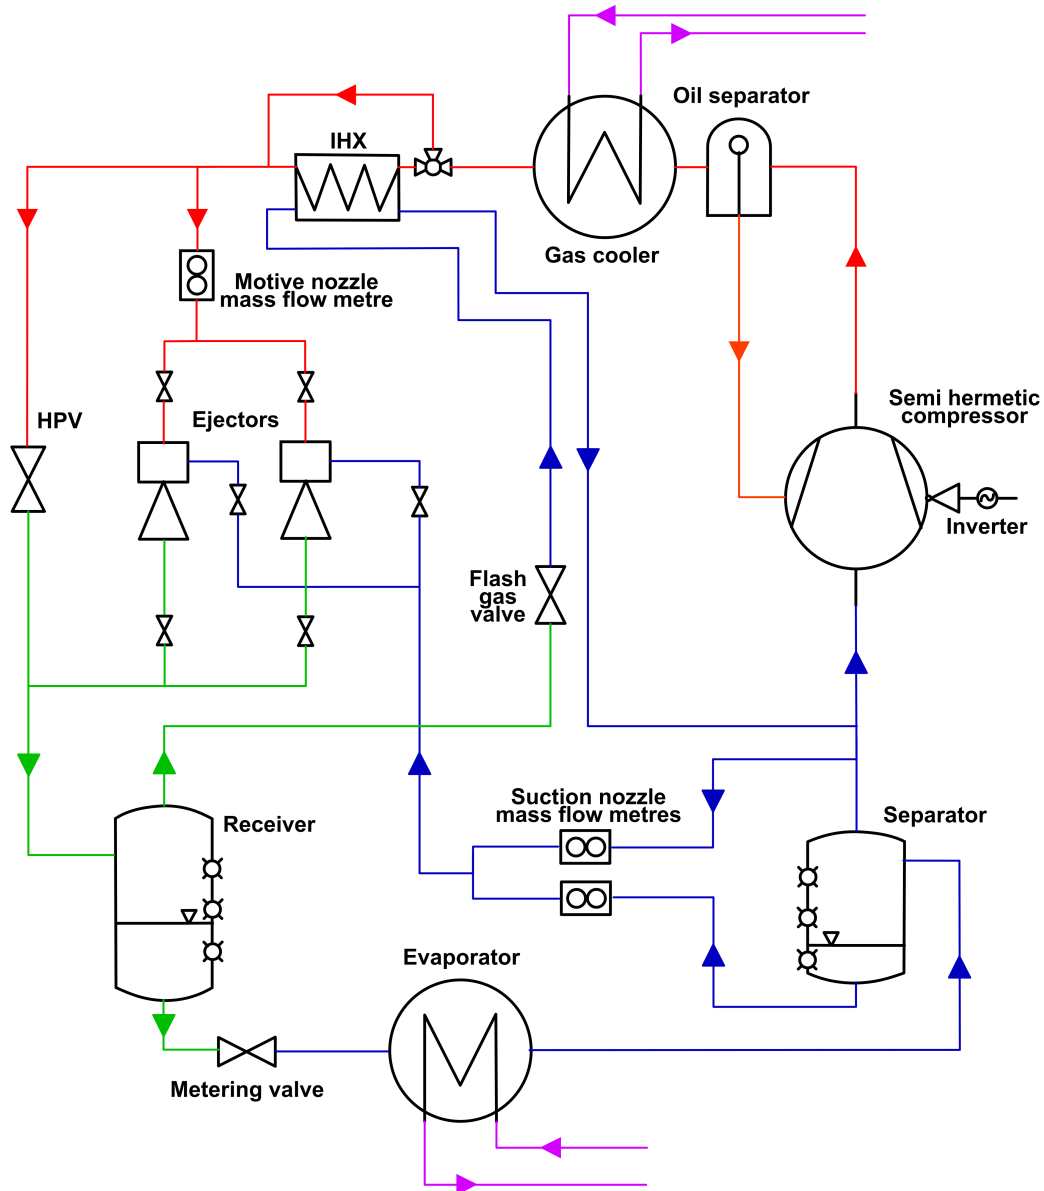 Oil separator
IHX
Gas cooler
Motive nozzle
mass flow metre
Semi hermetic
compressor
HPV
Ejectors
Inverter
Flash
gas
valve
Suction nozzle
mass flow metres
Separator
Receiver
Evaporator
Metering valve